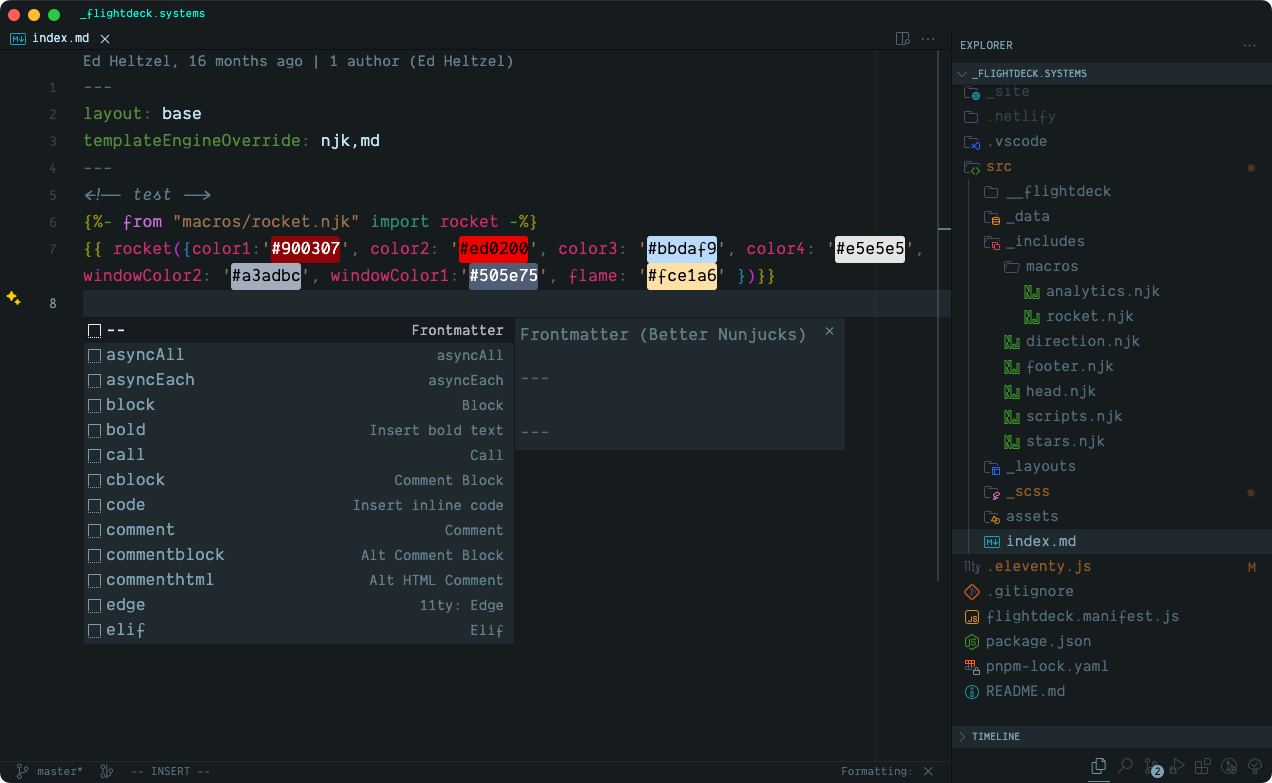 _flightdeck.systems
index.md
Ed Heltzel, 16 months ago | 1 author (Ed Heltzel)
1 ---
2 layout: base
3 templateEngineOverride: njk,md
4 ---
5 <!-- test -->
6 {%- from "macros/rocket.njk" import rocket -%}
7 {{ rocket({color1:'#900307', color2: '#ed0200', color3: '#bbdaf9', color4: '#e5e5e5',
windowColor2: '#a3adbc', windowColor1:'#505e75', flame: '#fce1a6' })}}
8
-- Frontmatter
asyncAll asyncAll
asyncEach asyncEach
block Block
bold Insert bold text
call Call
cblock Comment Block
code Insert inline code
comment Comment
commentblock Alt Comment Block
commenthtml Alt HTML Comment
edge 11ty: Edge
elif Elif
Frontmatter (Better Nunjucks)
---
---
EXPLORER
_FLIGHTDECK.SYSTEMS
_site
.netlify
.vscode
src
__flightdeck
_data
_includes
macros
analytics.njk
rocket.njk
direction.njk
footer.njk
head.njk
scripts.njk
stars.njk
_layouts
_scss
assets
index.md
.eleventy.js M
.gitignore
flightdeck.manifest.js
package.json
pnpm-lock.yaml
README.md
TIMELINE
master* -- INSERT -- Formatting:
2